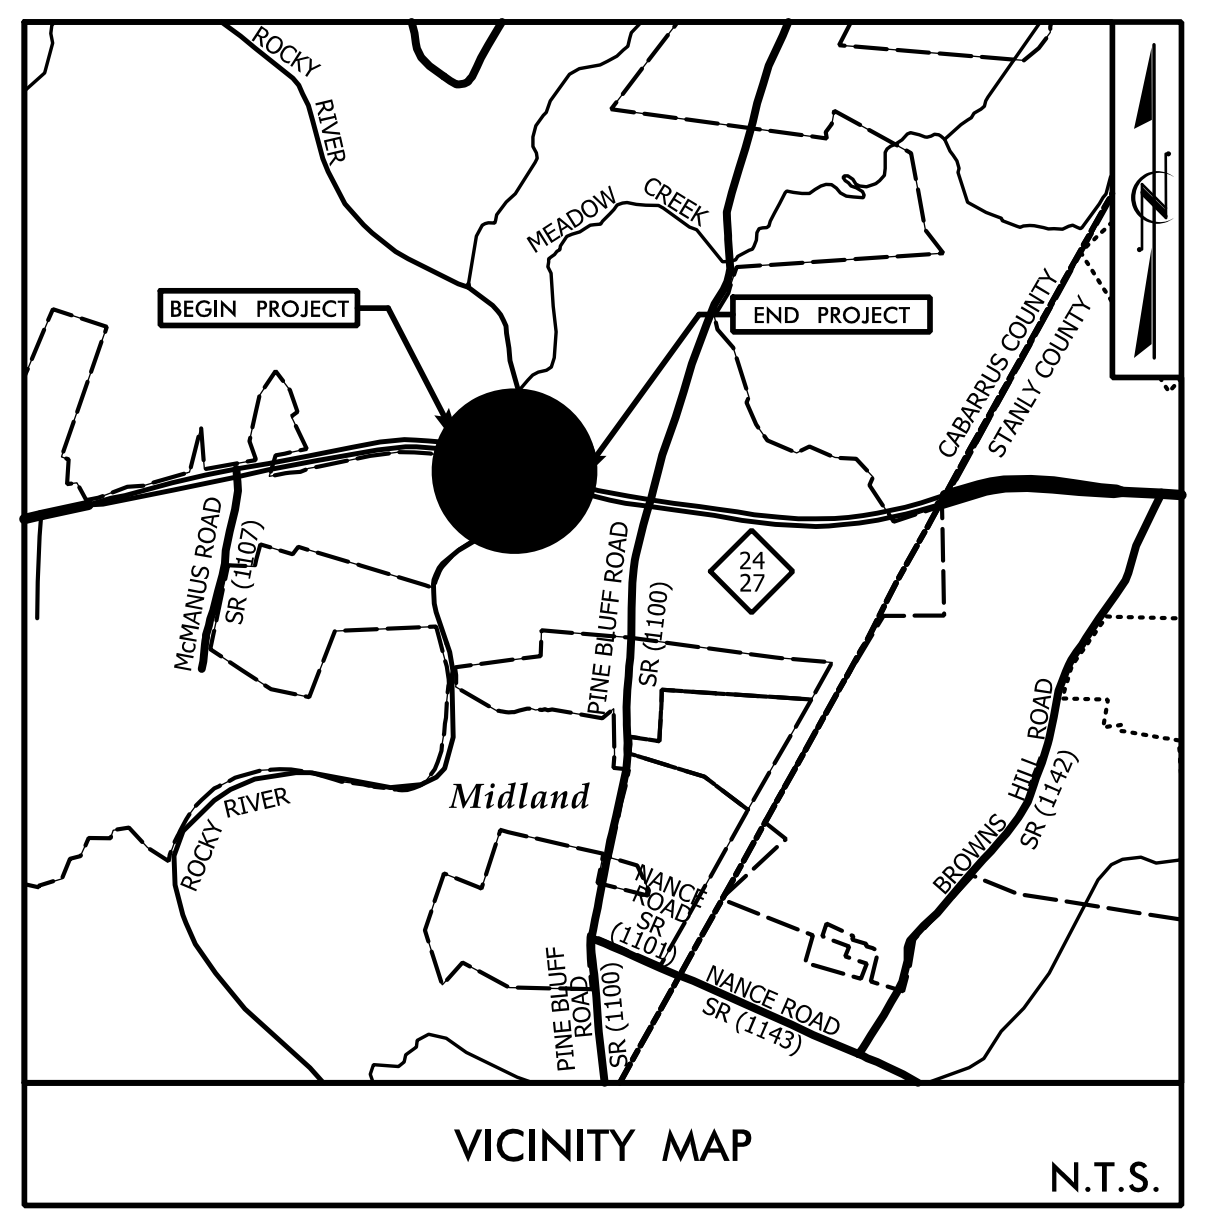 ROCKY
RIVER
MEADOW
CREEK
BEGIN PROJECT
END PROJECT
CABARRUS COUNTY
STANLY COUNTY
N
McMANUS ROAD
SR (1107)
PINE BLUFF ROAD
SR (1100)
24
27
Midland
ROCKY
RIVER
BROWNS
HILL
ROAD
SR (1142)
NANCE
ROAD
SR
(1101)
NANCE ROAD
SR (1143)
PINE BLUFF
ROAD
SR (1100)
VICINITY MAP
N.T.S.